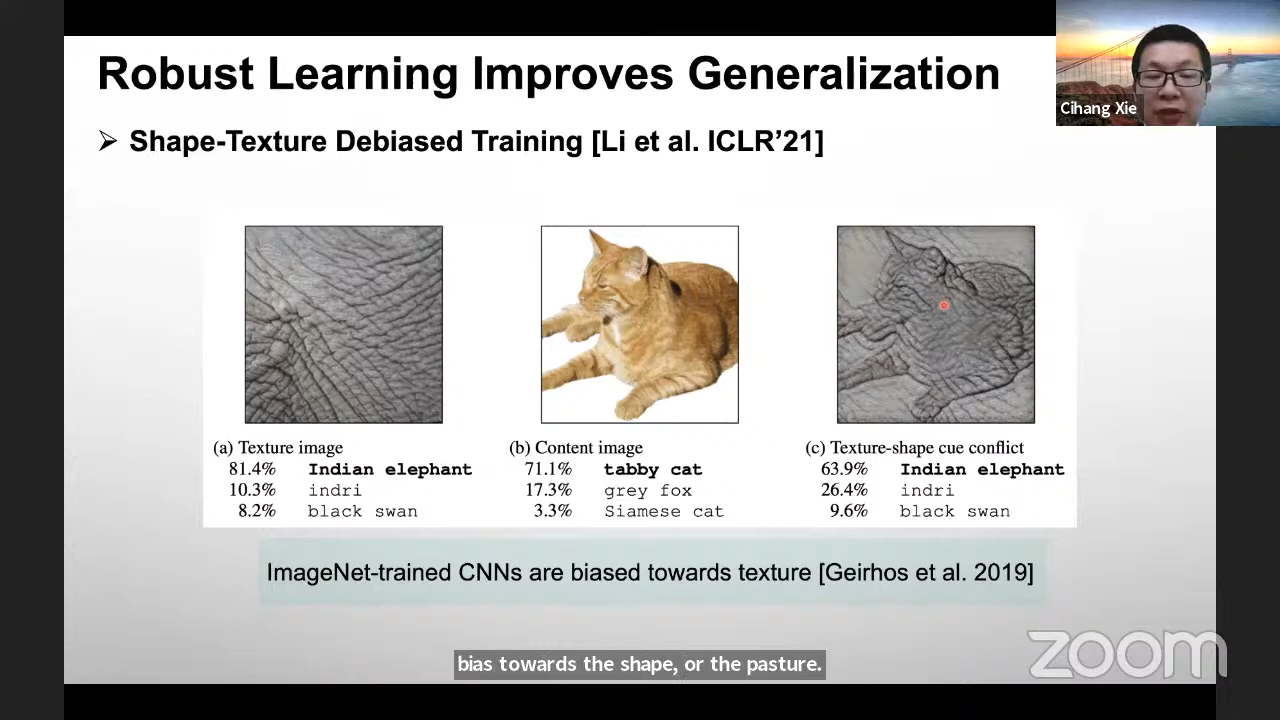 Robust Learning Improves Generalization
Cihang Xie
➢ Shape-Texture Debiased Training [Li et al. ICLR’21]
(a) Texture image
81.4% Indian elephant
10.3% indri
8.2% black swan
(b) Content image
71.1% tabby cat
17.3% grey fox
3.3% Siamese cat
(c) Texture-shape cue conflict
63.9% Indian elephant
26.4% indri
9.6% black swan
ImageNet-trained CNNs are biased towards texture [Geirhos et al. 2019]
bias towards the shape, or the pasture.
zoom